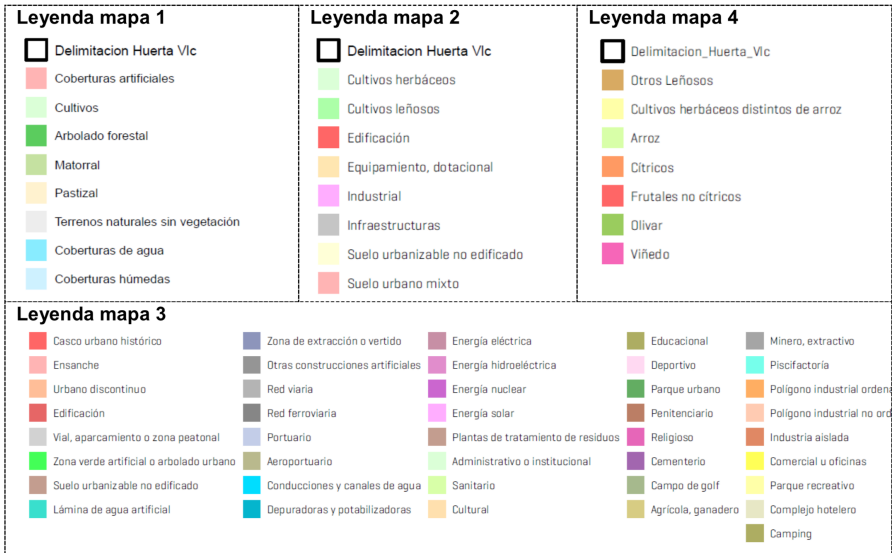 Leyenda mapa 1
Delimitacion Huerta Vlc
Coberturas artificiales
Cultivos
Arbolado forestal
Matorral
Pastizal
Terrenos naturales sin vegetación
Coberturas de agua
Coberturas húmedas
Leyenda mapa 2
Delimitacion Huerta Vlc
Cultivos herbáceos
Cultivos leñosos
Edificación
Equipamiento, dotacional
Industrial
Infraestructuras
Suelo urbanizable no edificado
Suelo urbano mixto
Leyenda mapa 4
Delimitacion_Huerta_Vlc
Otros Leñosos
Cultivos herbáceos distintos de arroz
Arroz
Cítricos
Frutales no cítricos
Olivar
Viñedo
Leyenda mapa 3
Casco urbano histórico
Ensanche
Urbano discontinuo
Edificación
Vial, aparcamiento o zona peatonal
Zona verde artificial o arbolado urbano
Suelo urbanizable no edificado
Lámina de agua artificial
Zona de extracción o vertido
Otras construcciones artificiales
Red viaria
Red ferroviaria
Portuario
Aeroportuario
Conducciones y canales de agua
Depuradoras y potabilizadoras
Energía eléctrica
Energía hidroeléctrica
Energía nuclear
Energía solar
Plantas de tratamiento de residuos
Administrativo o institucional
Sanitario
Cultural
Educacional
Deportivo
Parque urbano
Penitenciario
Religioso
Cementerio
Campo de golf
Agrícola, ganadero
Minero, extractivo
Piscifactoría
Polígono industrial ordena
Polígono industrial no ord
Industria aislada
Comercial u oficinas
Parque recreativo
Complejo hotelero
Camping